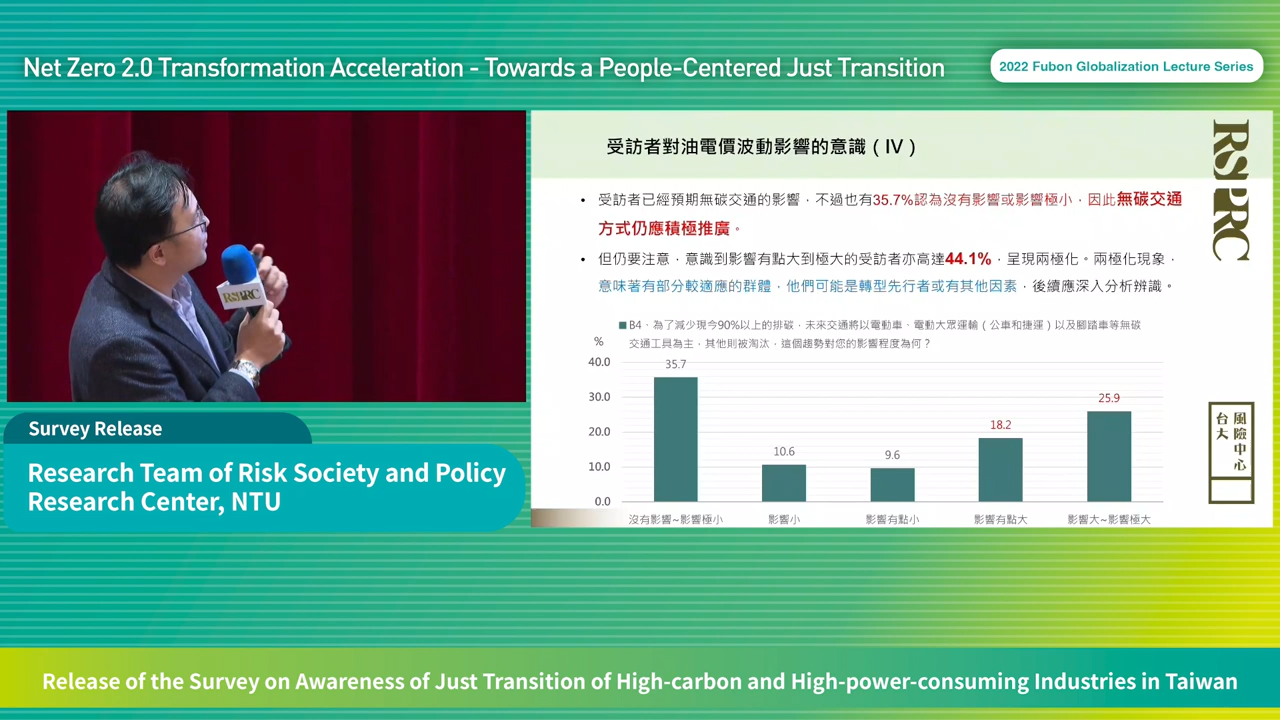 Net Zero 2.0 Transformation Acceleration - Towards a People-Centered Just Transition
2022 Fubon Globalization Lecture Series
RSPRC
Survey Release
Research Team of Risk Society and Policy
Research Center, NTU
受訪者對油電價波動影響的意識（IV）
• 受訪者已經預期無碳交通的影響，不過也有35.7%認為沒有影響或影響極小，因此無碳交通
方式仍應積極推廣。
• 但仍要注意，意識到影響有點大到極大的受訪者亦高達44.1%，呈現兩極化。兩極化現象，
意味著有部分較適應的群體，他們可能是轉型先行者或有其他因素，後續應深入分析辨識。
B4、為了減少現今90%以上的排碳，未來交通將以電動車、電動大眾運輸（公車和捷運）以及腳踏車等無碳
交通工具為主，其他則被淘汰，這個趨勢對您的影響程度為何？
%
40.0
30.0
20.0
10.0
0.0
35.7
10.6
9.6
18.2
25.9
沒有影響~影響極小
影響小
影響有點小
影響有點大
影響大~影響極大
RSPRC
風險中心
台大
Release of the Survey on Awareness of Just Transition of High-carbon and High-power-consuming Industries in Taiwan